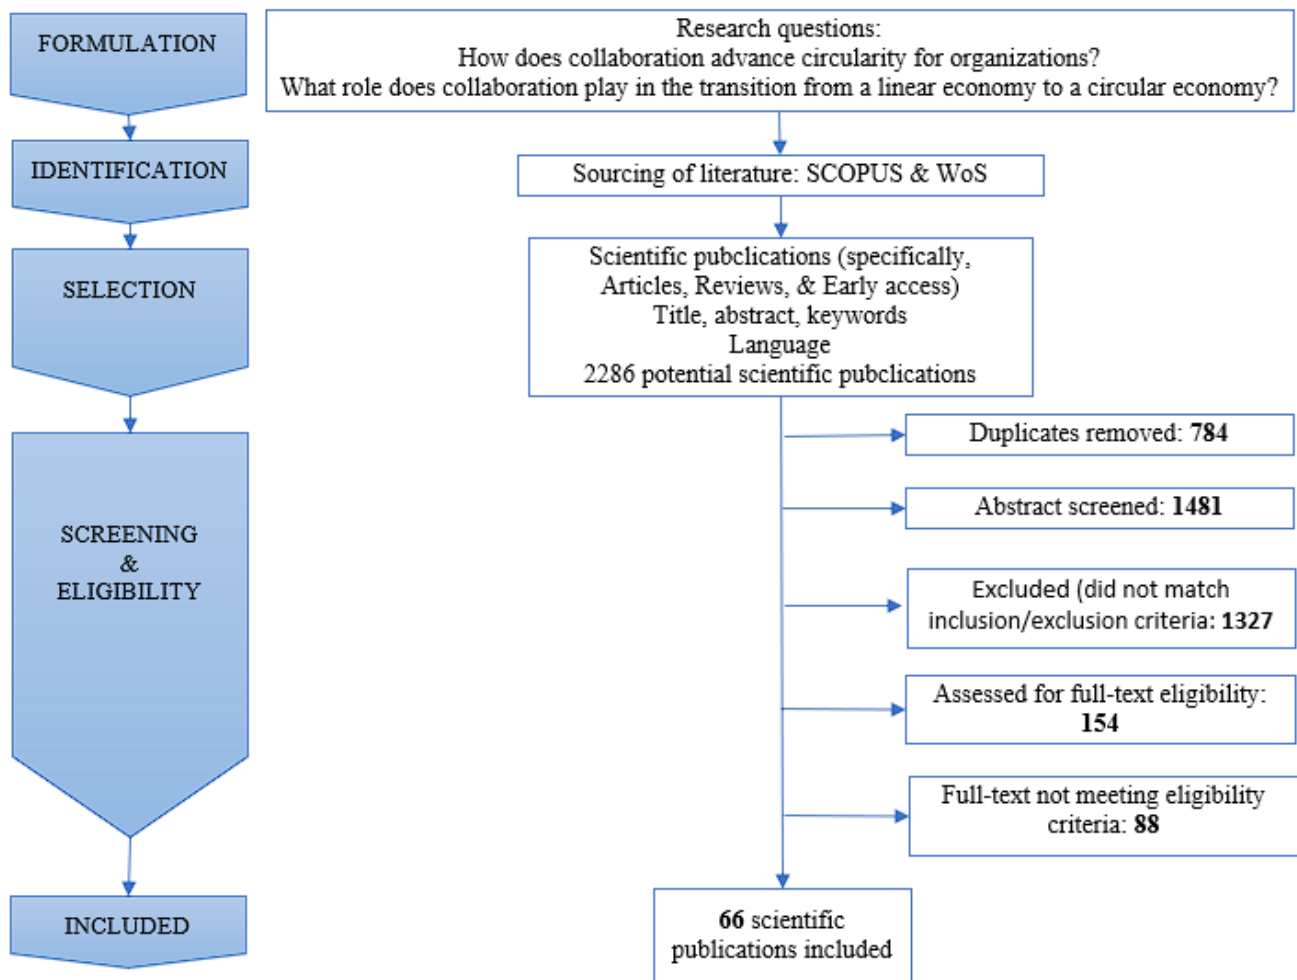 FORMULATION
Research questions:
How does collaboration advance circularity for organizations?
What role does collaboration play in the transition from a linear economy to a circular economy?
IDENTIFICATION
Sourcing of literature: SCOPUS & WoS
SELECTION
Scientific pubclications (specifically,
Articles, Reviews, & Early access)
Title, abstract, keywords
Language
2286 potential scientific pubclications
SCREENING
&
ELIGIBILITY
Duplicates removed: 784
Abstract screened: 1481
Excluded (did not match
inclusion/exclusion criteria: 1327
Assessed for full-text eligibility:
154
Full-text not meeting eligibility
criteria: 88
INCLUDED
66 scientific
publications included